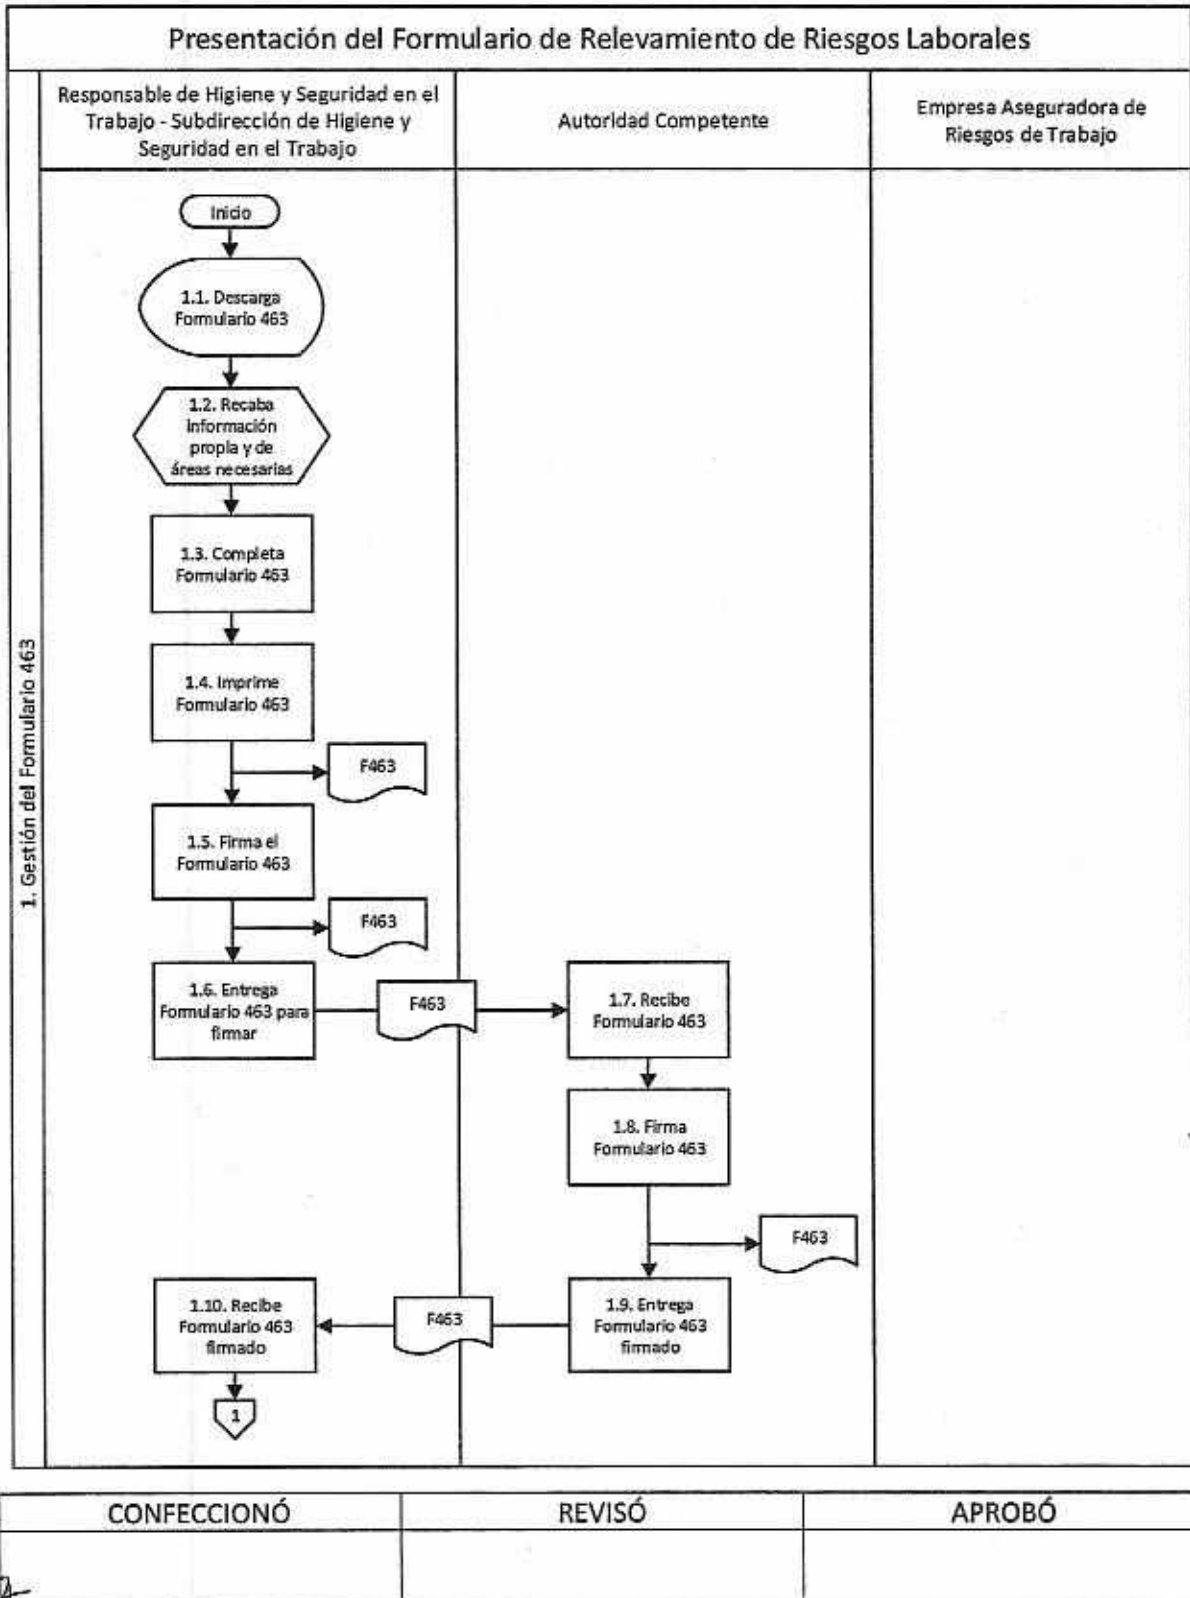 Presentación del Formulario de Relevamiento de Riesgos Laborales
Responsable de Higiene y Seguridad en el
Trabajo - Subdirección de Higiene y
Seguridad en el Trabajo
Autoridad Competente
Empresa Aseguradora de
Riesgos de Trabajo
1. Gestión del Formulario 463
Inicio
1.1. Descarga
Formulario 463
1.2. Recaba
información
propia y de
áreas necesarias
1.3. Completa
Formulario 463
1.4. Imprime
Formulario 463
F463
1.5. Firma el
Formulario 463
F463
1.6. Entrega
Formulario 463 para
firmar
F463
1.7. Recibe
Formulario 463
1.8. Firma
Formulario 463
F463
1.10. Recibe
Formulario 463
firmado
F463
1.9. Entrega
Formulario 463
firmado
1
CONFECCIONÓ
REVISÓ
APROBÓ